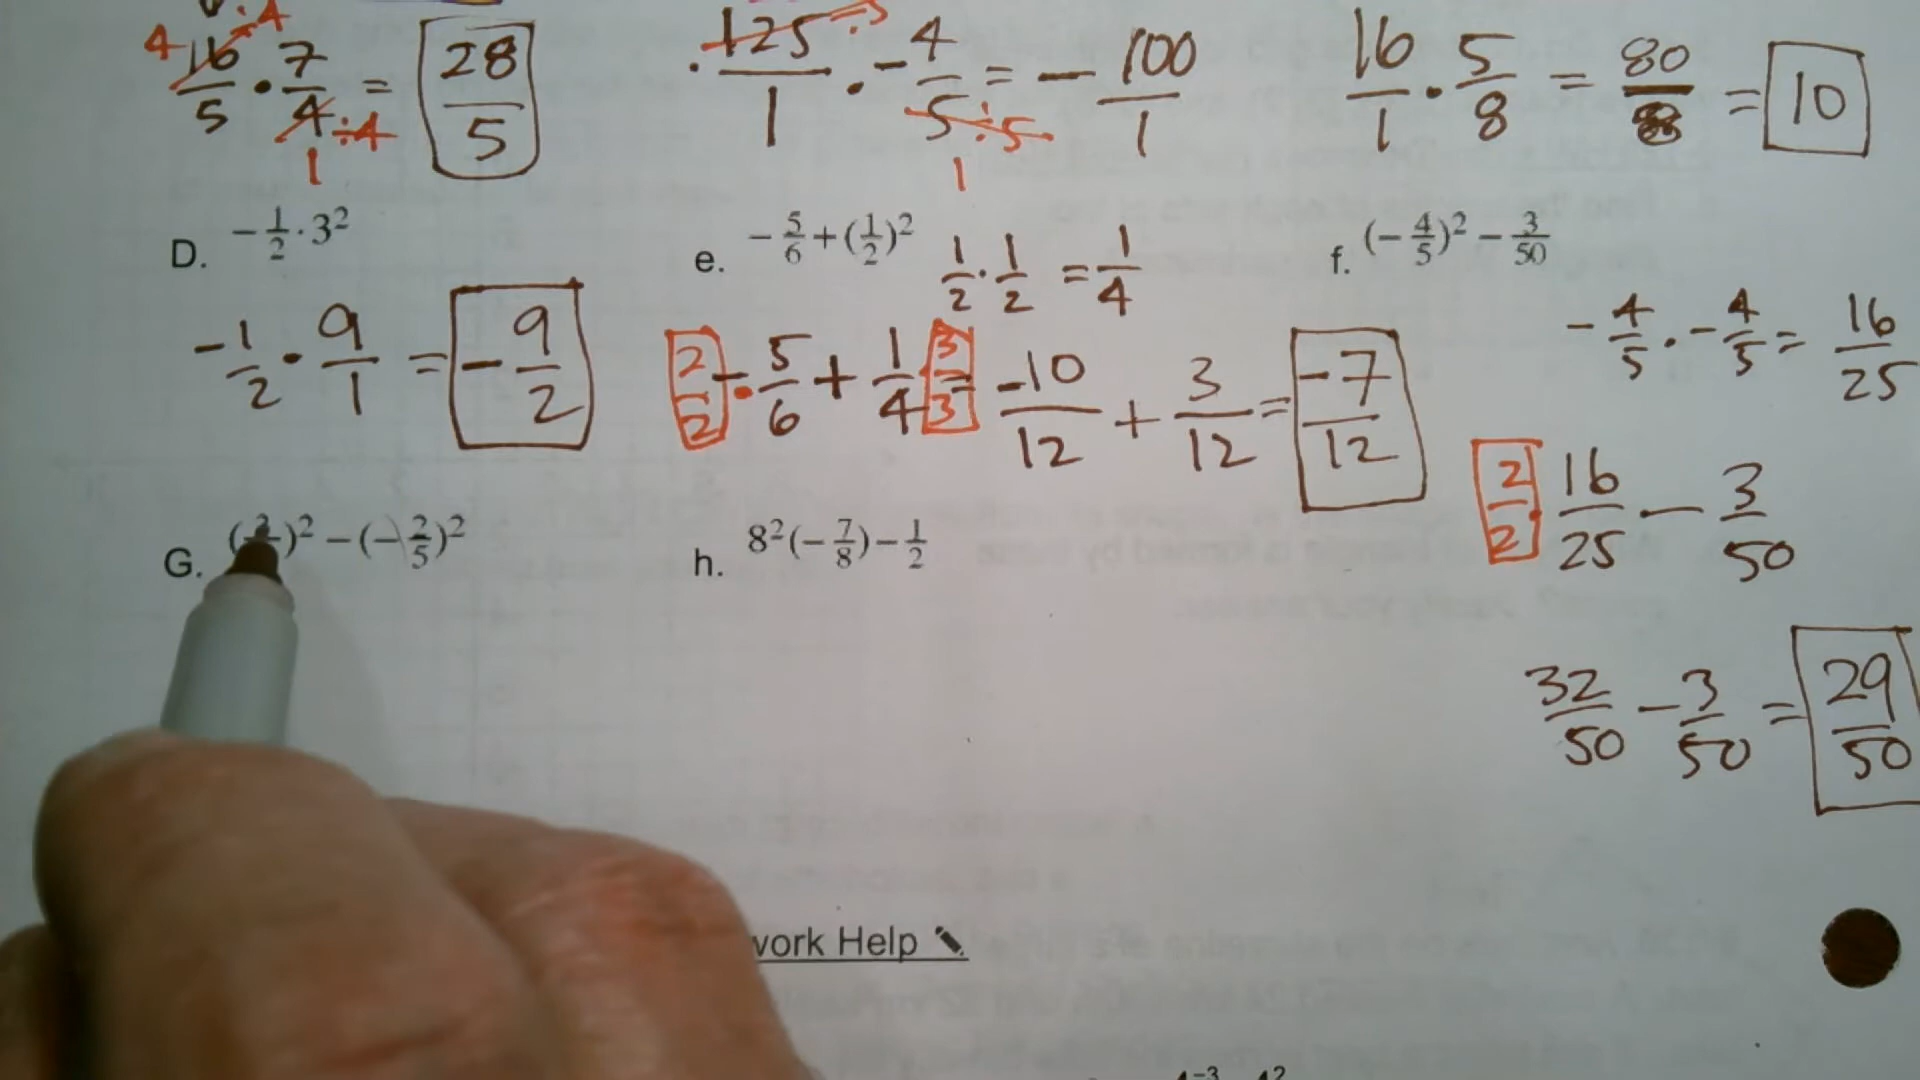 4 16/5 ÷4 · 7/4 ÷4 1 = 28/5
· 125/1 ÷5 · - 4/5 ÷5 1 = - 100/1
16/1 · 5/8 = 80/8 = 10
D. -1/2 · 3²
-1/2 · 9/1 = -9/2
e. -5/6 + (1/2)²
1/2 · 1/2 = 1/4
2/2 · -5/6 + 1/4 · 3/3 = -10/12 + 3/12 = -7/12
f. (-4/5)² - 3/50
-4/5 · -4/5 = 16/25
2/2 · 16/25 - 3/50
32/50 - 3/50 = 29/50
G. ( )² - (-2/5)²
h. 8²(-7/8) - 1/2
Help ✎